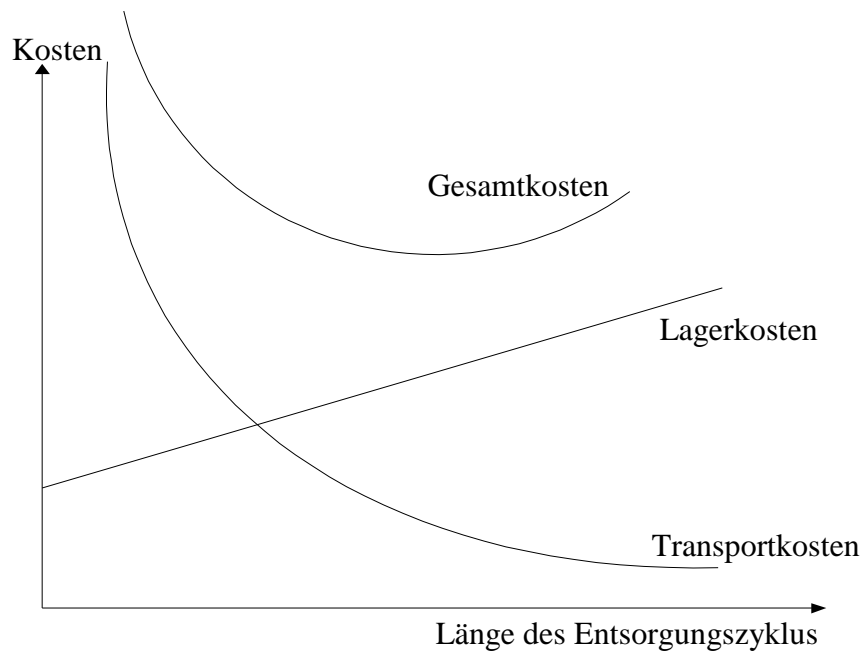 Kosten
Gesamtkosten
Lagerkosten
Transportkosten
Länge des Entsorgungszyklus